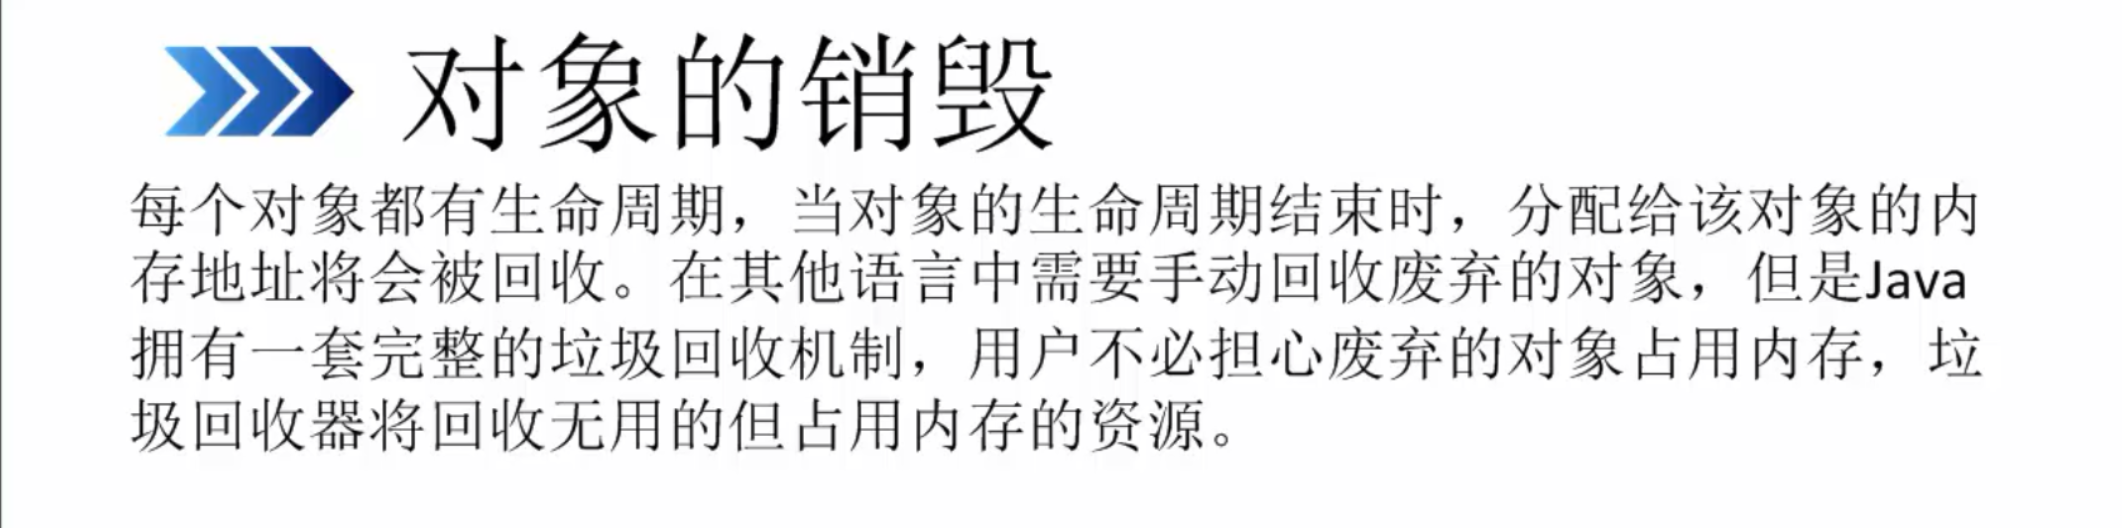 对象的销毁
每个对象都有生命周期，当对象的生命周期结束时，分配给该对象的内
存地址将会被回收。在其他语言中需要手动回收废弃的对象，但是Java
拥有一套完整的垃圾回收机制，用户不必担心废弃的对象占用内存，垃
圾回收器将回收无用的但占用内存的资源。